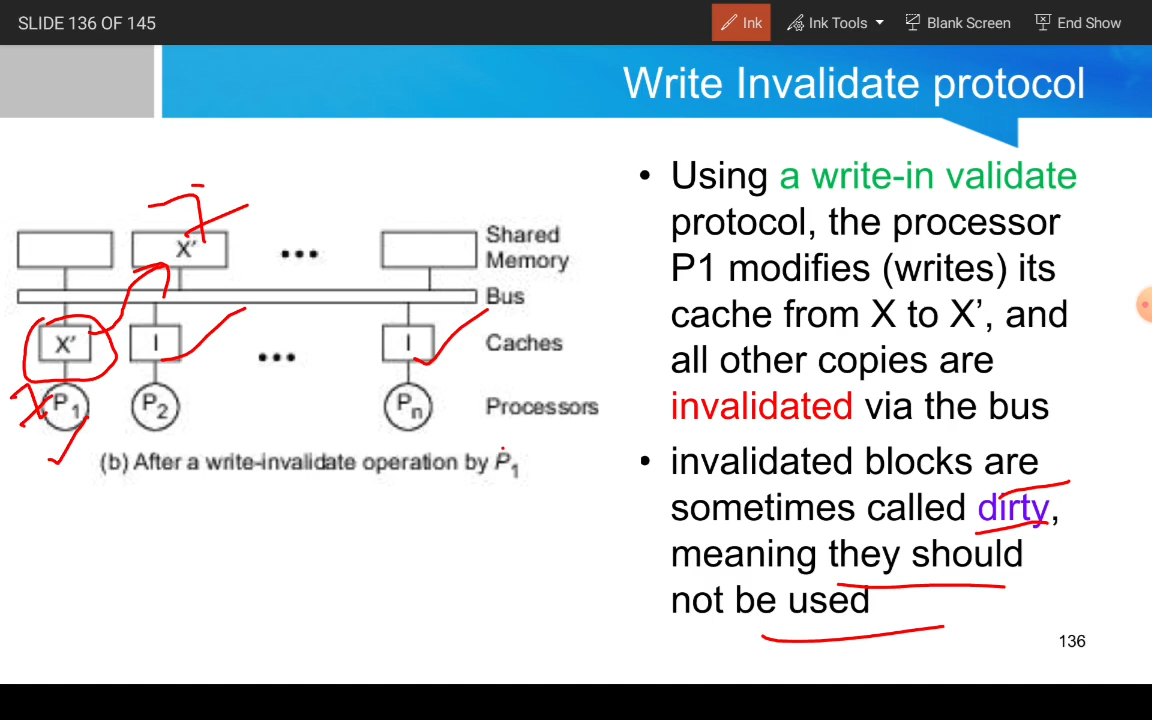 SLIDE 136 OF 145
Ink
Ink Tools
Blank Screen
End Show
Write Invalidate protocol
X'
Shared
Memory
Bus
X' I I
Caches
P1 P2 Pn
Processors
(b) After a write-invalidate operation by P1
• Using a write-in validate
protocol, the processor
P1 modifies (writes) its
cache from X to X’, and
all other copies are
invalidated via the bus
• invalidated blocks are
sometimes called dirty,
meaning they should
not be used
136